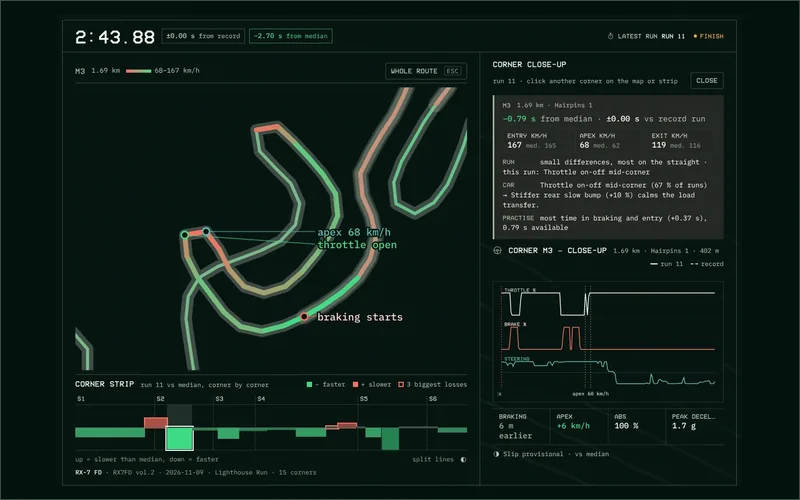 2:43.88
±0.00 s from record
-2.70 s from median
LATEST RUN RUN 11
FINISH
M3 1.69 km 68-167 km/h
WHOLE ROUTE ESC
apex 68 km/h
throttle open
braking starts
CORNER STRIP run 11 vs median, corner by corner
- faster + slower 3 biggest losses
S1 S2 S3 S4 S5 S6
up = slower than median, down = faster
split lines
RX-7 FD · RX7FD vol.2 · 2026-11-09 · Lighthouse Run · 15 corners
CORNER CLOSE-UP
run 11 · click another corner on the map or strip
CLOSE
M3 1.69 km · Hairpins 1
-0.79 s from median · ±0.00 s vs record run
ENTRY KM/H APEX KM/H EXIT KM/H
167 med. 165 68 med. 62 119 med. 116
RUN small differences, most on the straight ·
this run: Throttle on-off mid-corner
CAR Throttle on-off mid-corner (67 % of runs)
→ Stiffer rear slow bump (+10 %) calms the load
transfer.
PRACTISE most time in braking and entry (+0.37 s),
0.79 s available
CORNER M3 – CLOSE-UP 1.69 km · Hairpins 1 · 402 m
run 11 record
THROTTLE %
BRAKE %
STEERING
apex 68 km/h
BRAKING APEX ABS PEAK DECEL…
6 m +6 km/h 100 % 1.7 g
earlier
Slip provisional · vs median